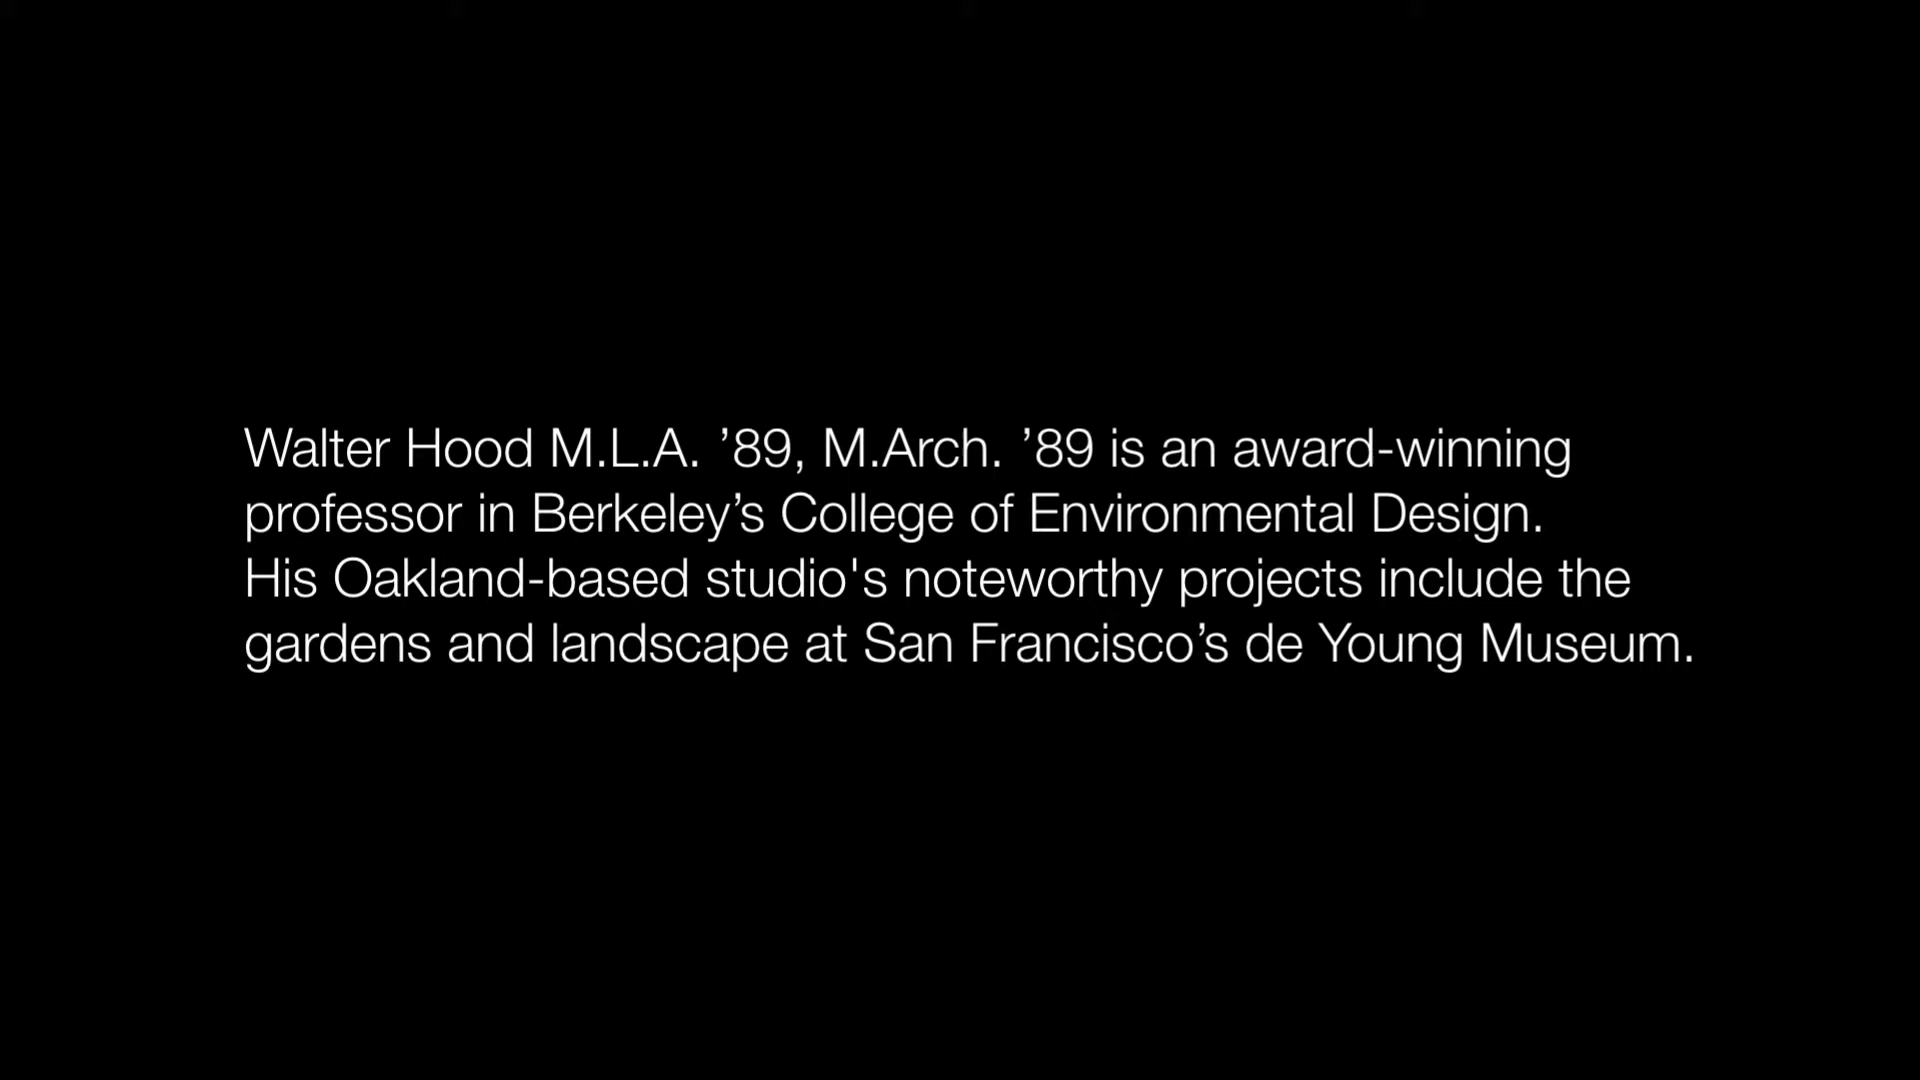 Walter Hood M.L.A. ’89, M.Arch. ’89 is an award-winning
professor in Berkeley’s College of Environmental Design.
His Oakland-based studio's noteworthy projects include the
gardens and landscape at San Francisco’s de Young Museum.